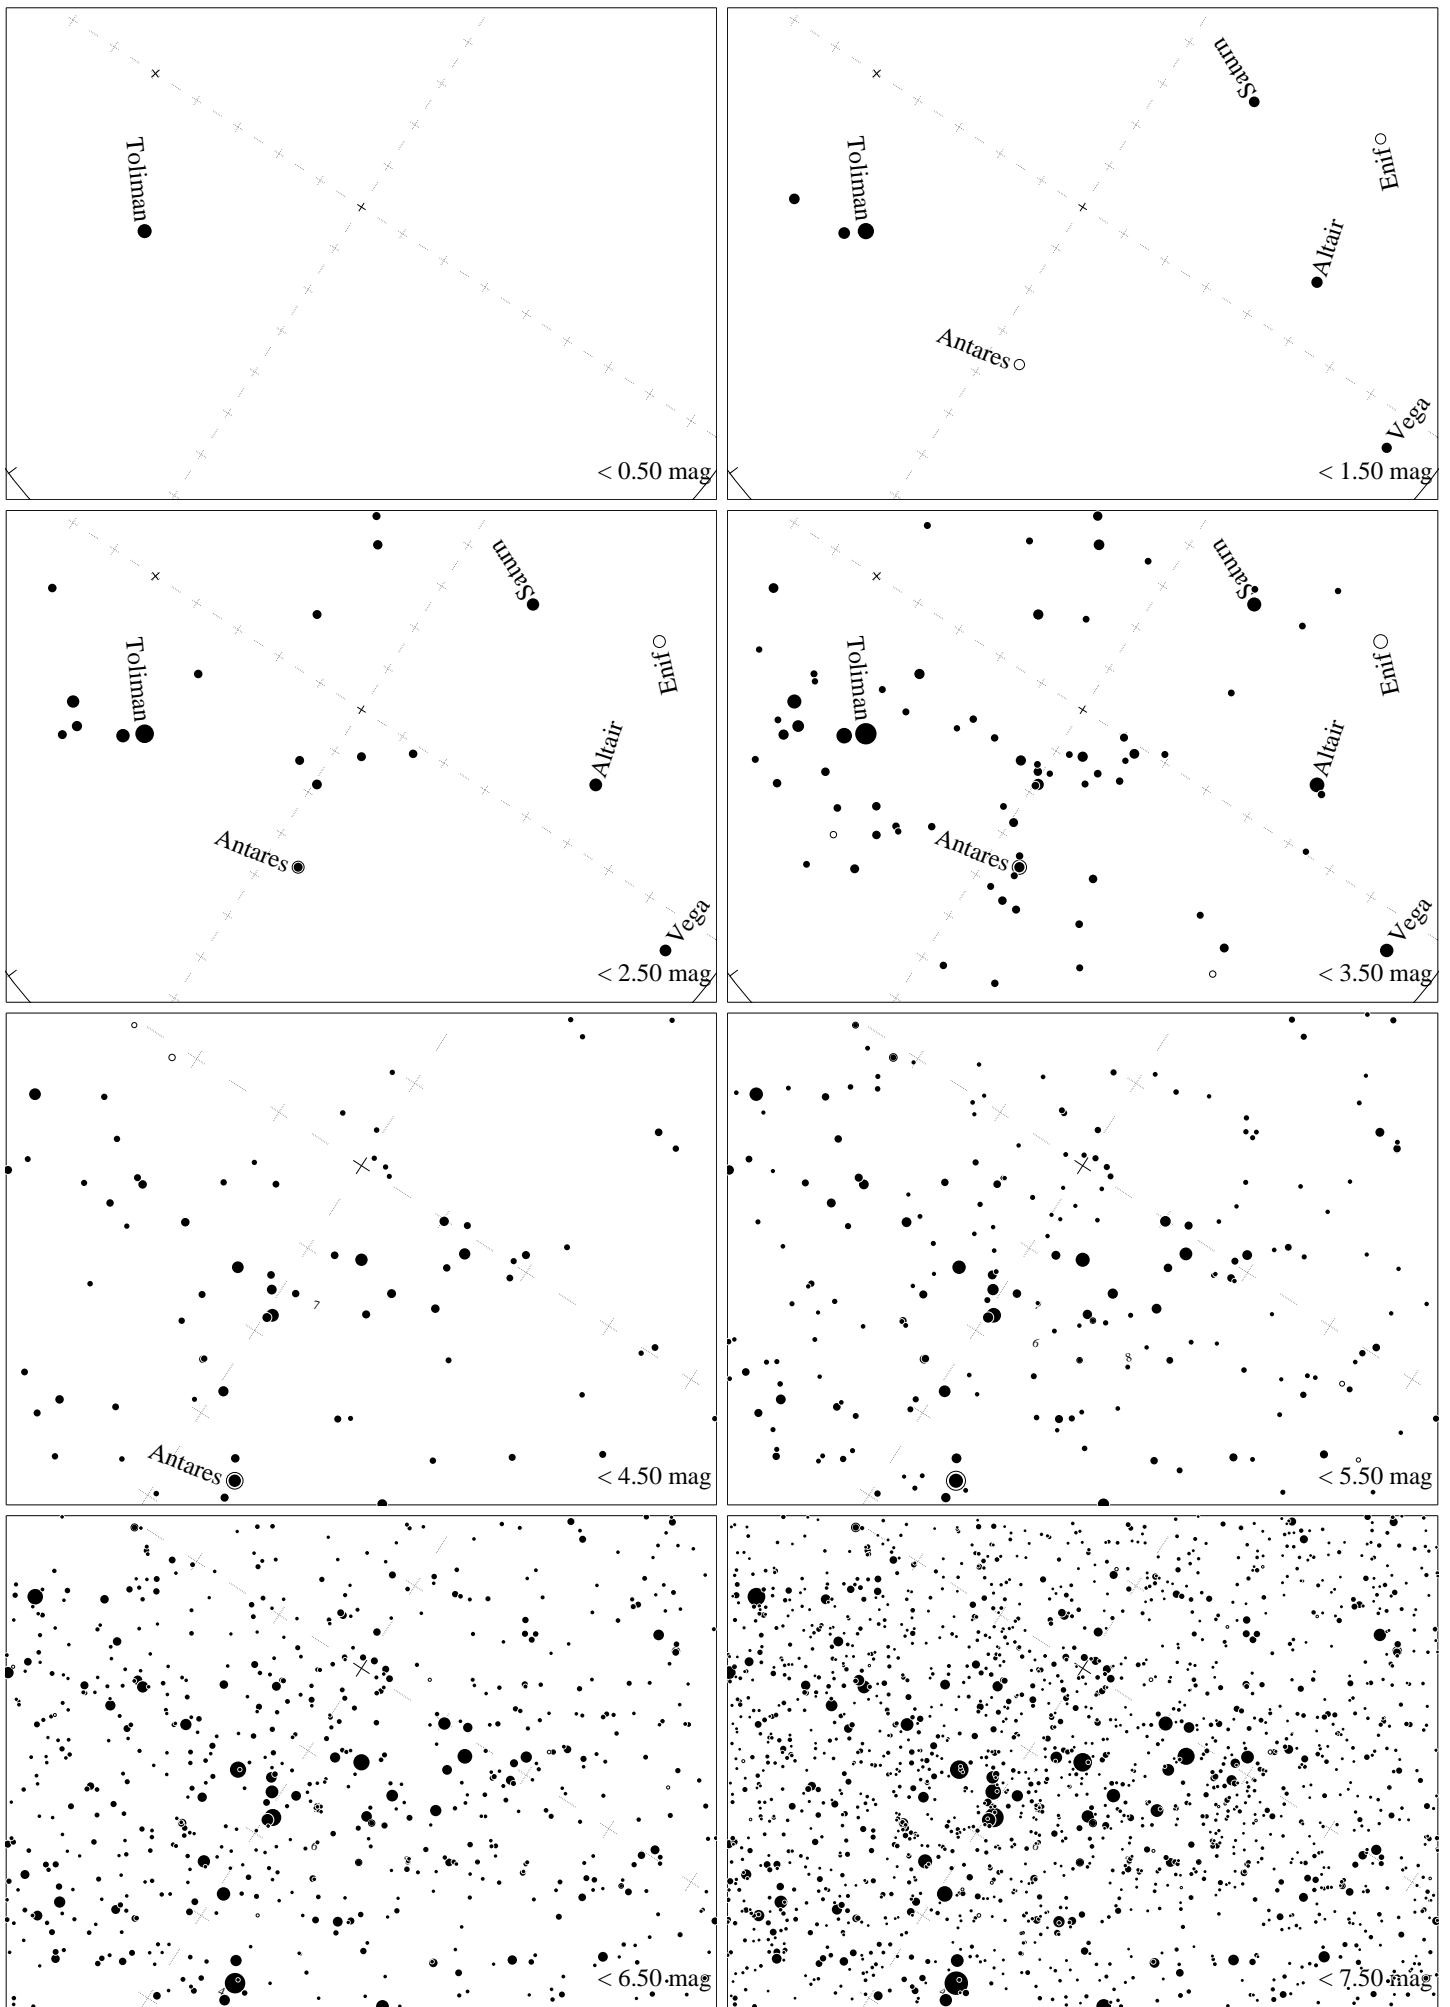 Toliman
< 0.50 mag
Saturn
Enif
Toliman
Altair
Antares
Vega
< 1.50 mag
Saturn
Toliman
Enif
Altair
Antares
Vega
< 2.50 mag
Saturn
Toliman
Enif
Altair
Antares
Vega
< 3.50 mag
7
Antares
< 4.50 mag
6
8
< 5.50 mag
< 6.50 mag
< 7.50 mag